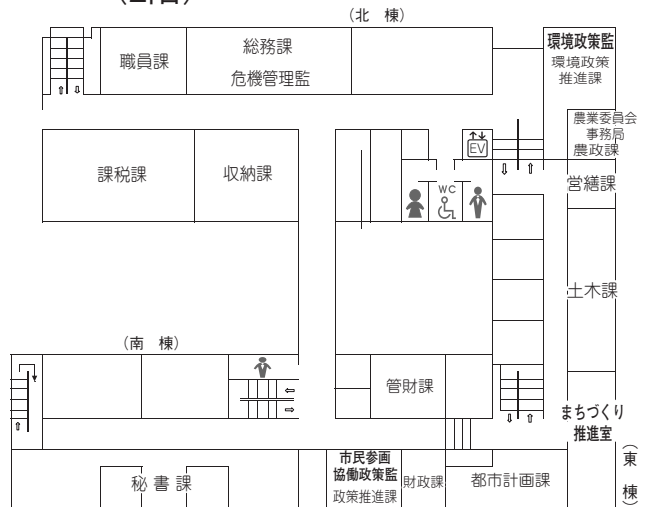 （北　棟）
職員課
総務課
危機管理監
環境政策監
環境政策
推進課
農業委員会
事務局
農政課
課税課
収納課
EV
WC
営繕課
土木課
（南　棟）
管財課
まちづくり
推進室
（東　棟）
秘書課
市民参画
協働政策監
政策推進課
財政課
都市計画課